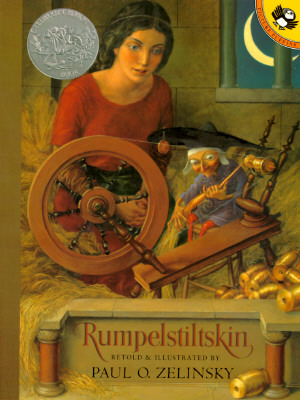 Rumpelstiltskin
RETOLD & ILLUSTRATED BY
PAUL O. ZELINSKY